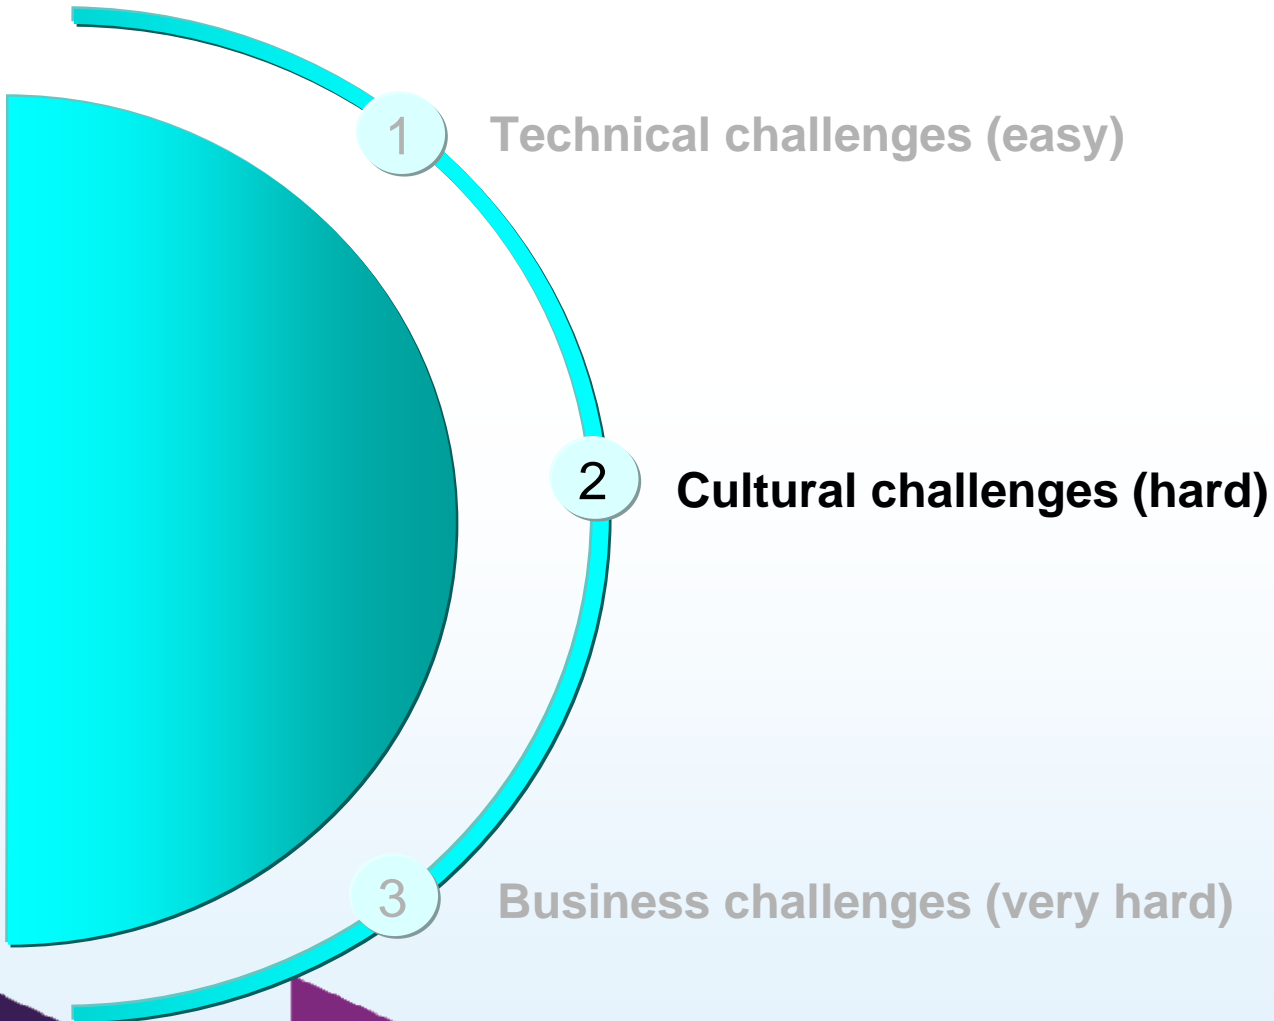 1 Technical challenges (easy)
2 Cultural challenges (hard)
3 Business challenges (very hard)